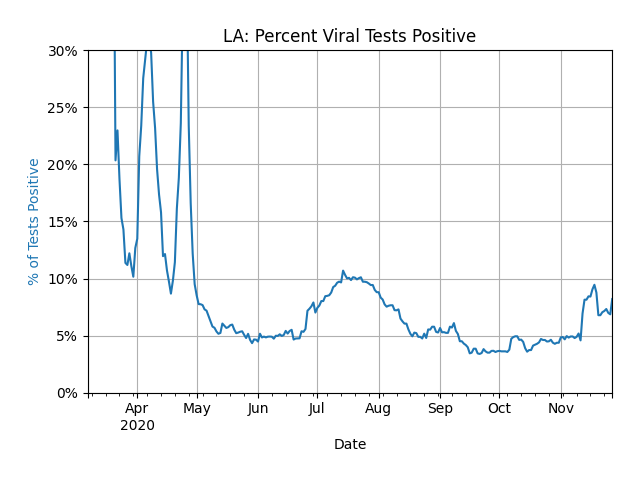 LA: Percent Viral Tests Positive
30%
25%
20%
15%
10%
5%
0%
% of Tests Positive
Apr May Jun Jul Aug Sep Oct Nov
2020
Date